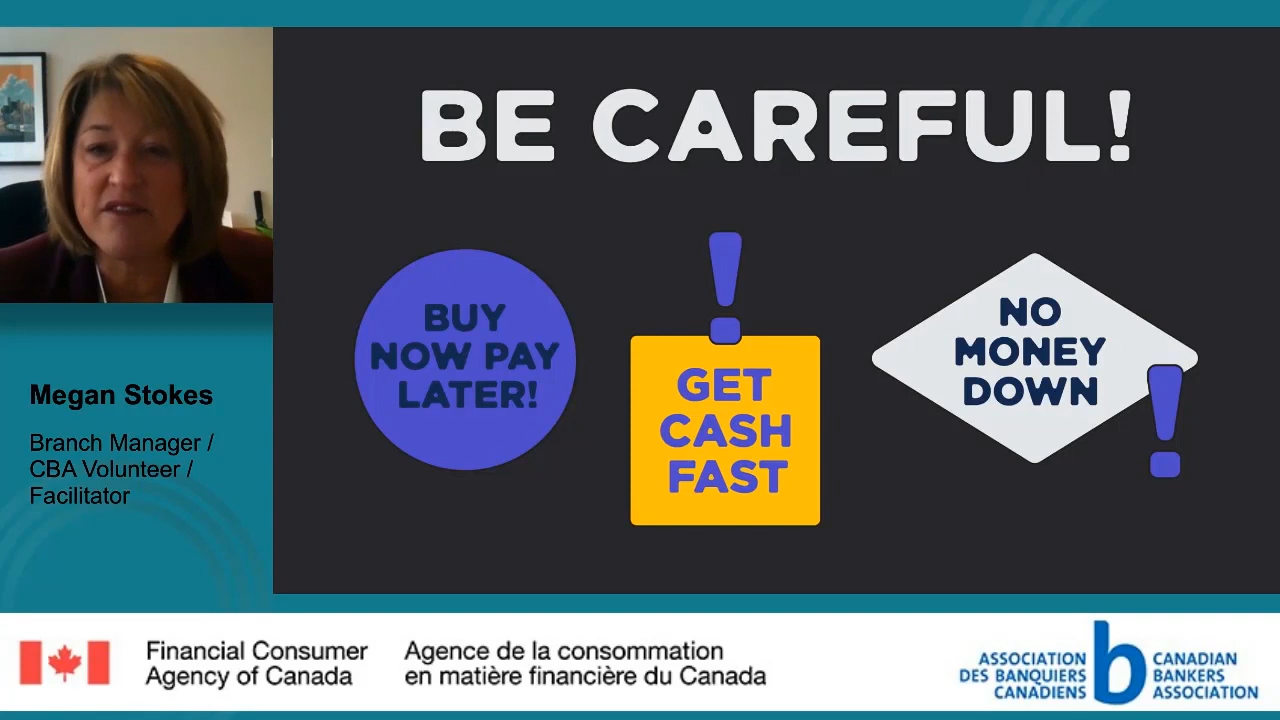 BE CAREFUL!
BUY
NOW PAY
LATER!
!
GET
CASH
FAST
NO
MONEY
DOWN
!
Megan Stokes
Branch Manager /
CBA Volunteer /
Facilitator
Financial Consumer
Agency of Canada
Agence de la consommation
en matière financière du Canada
ASSOCIATION
DES BANQUIERS
CANADIENS
b
CANADIAN
BANKERS
ASSOCIATION